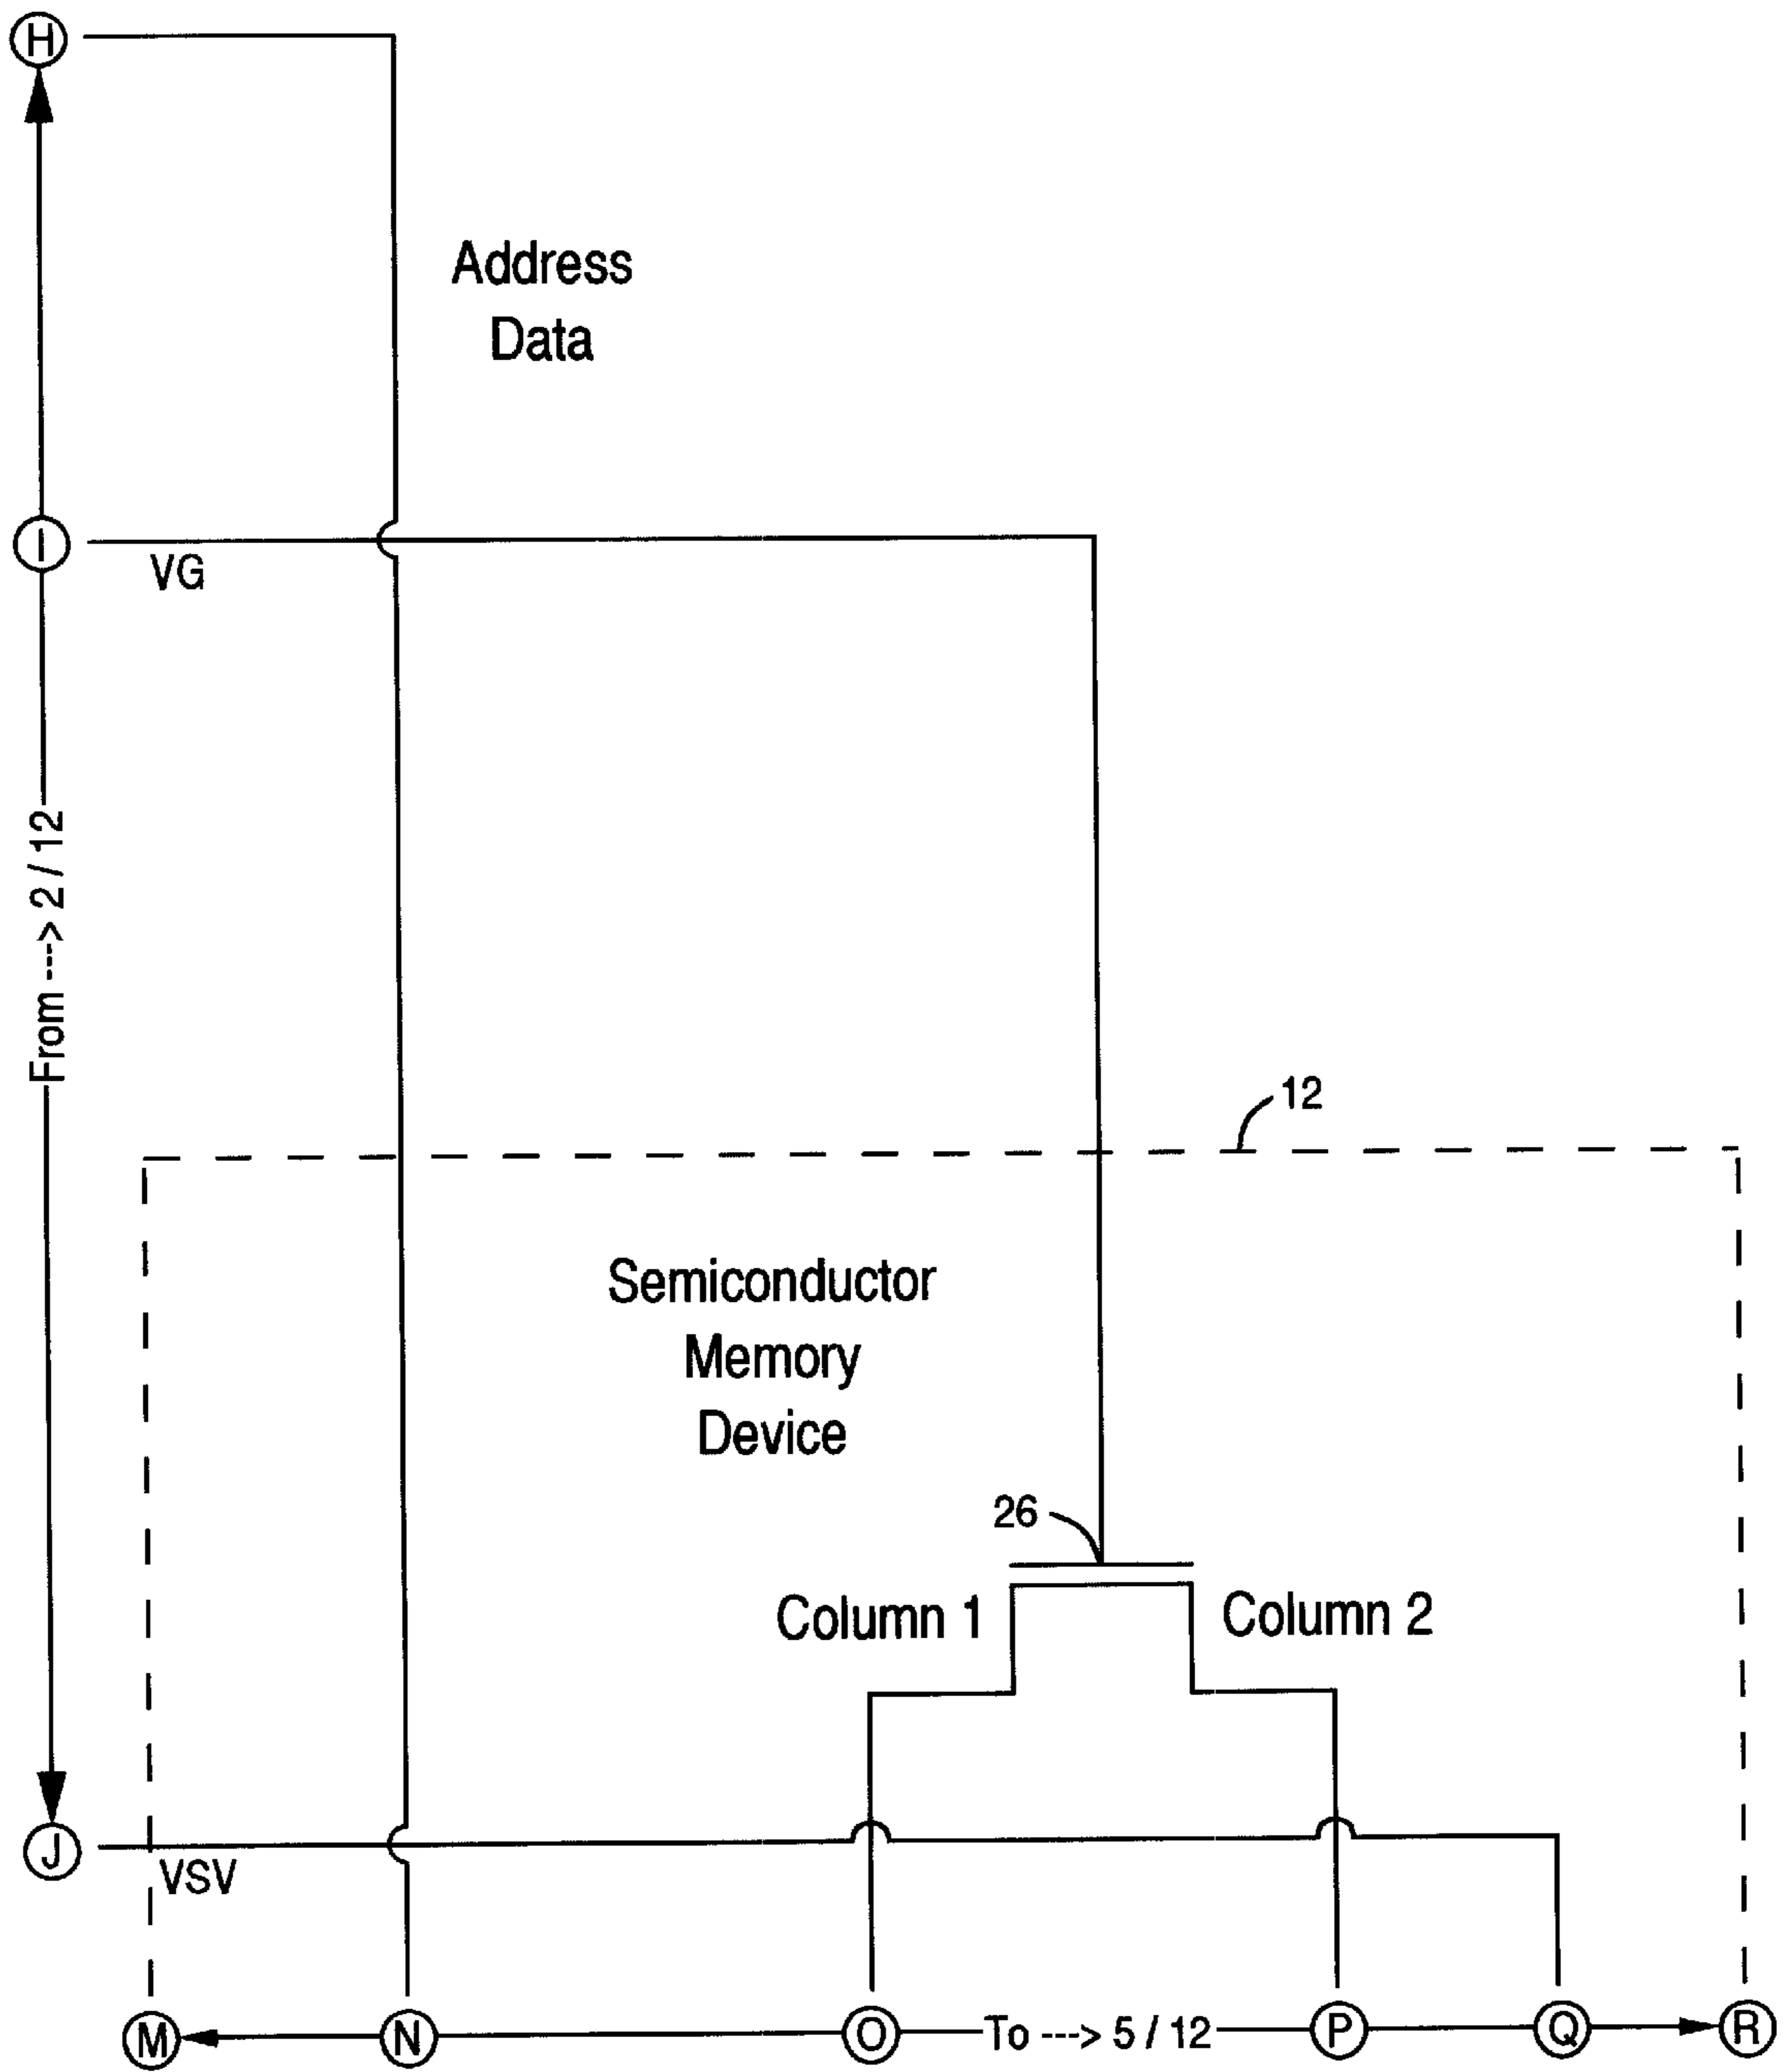 H
Address
Data
I
VG
From ---> 2 / 12
12
Semiconductor
Memory
Device
26
Column 1
Column 2
J
VSV
M
N
O
To ---> 5 / 12
P
Q
R